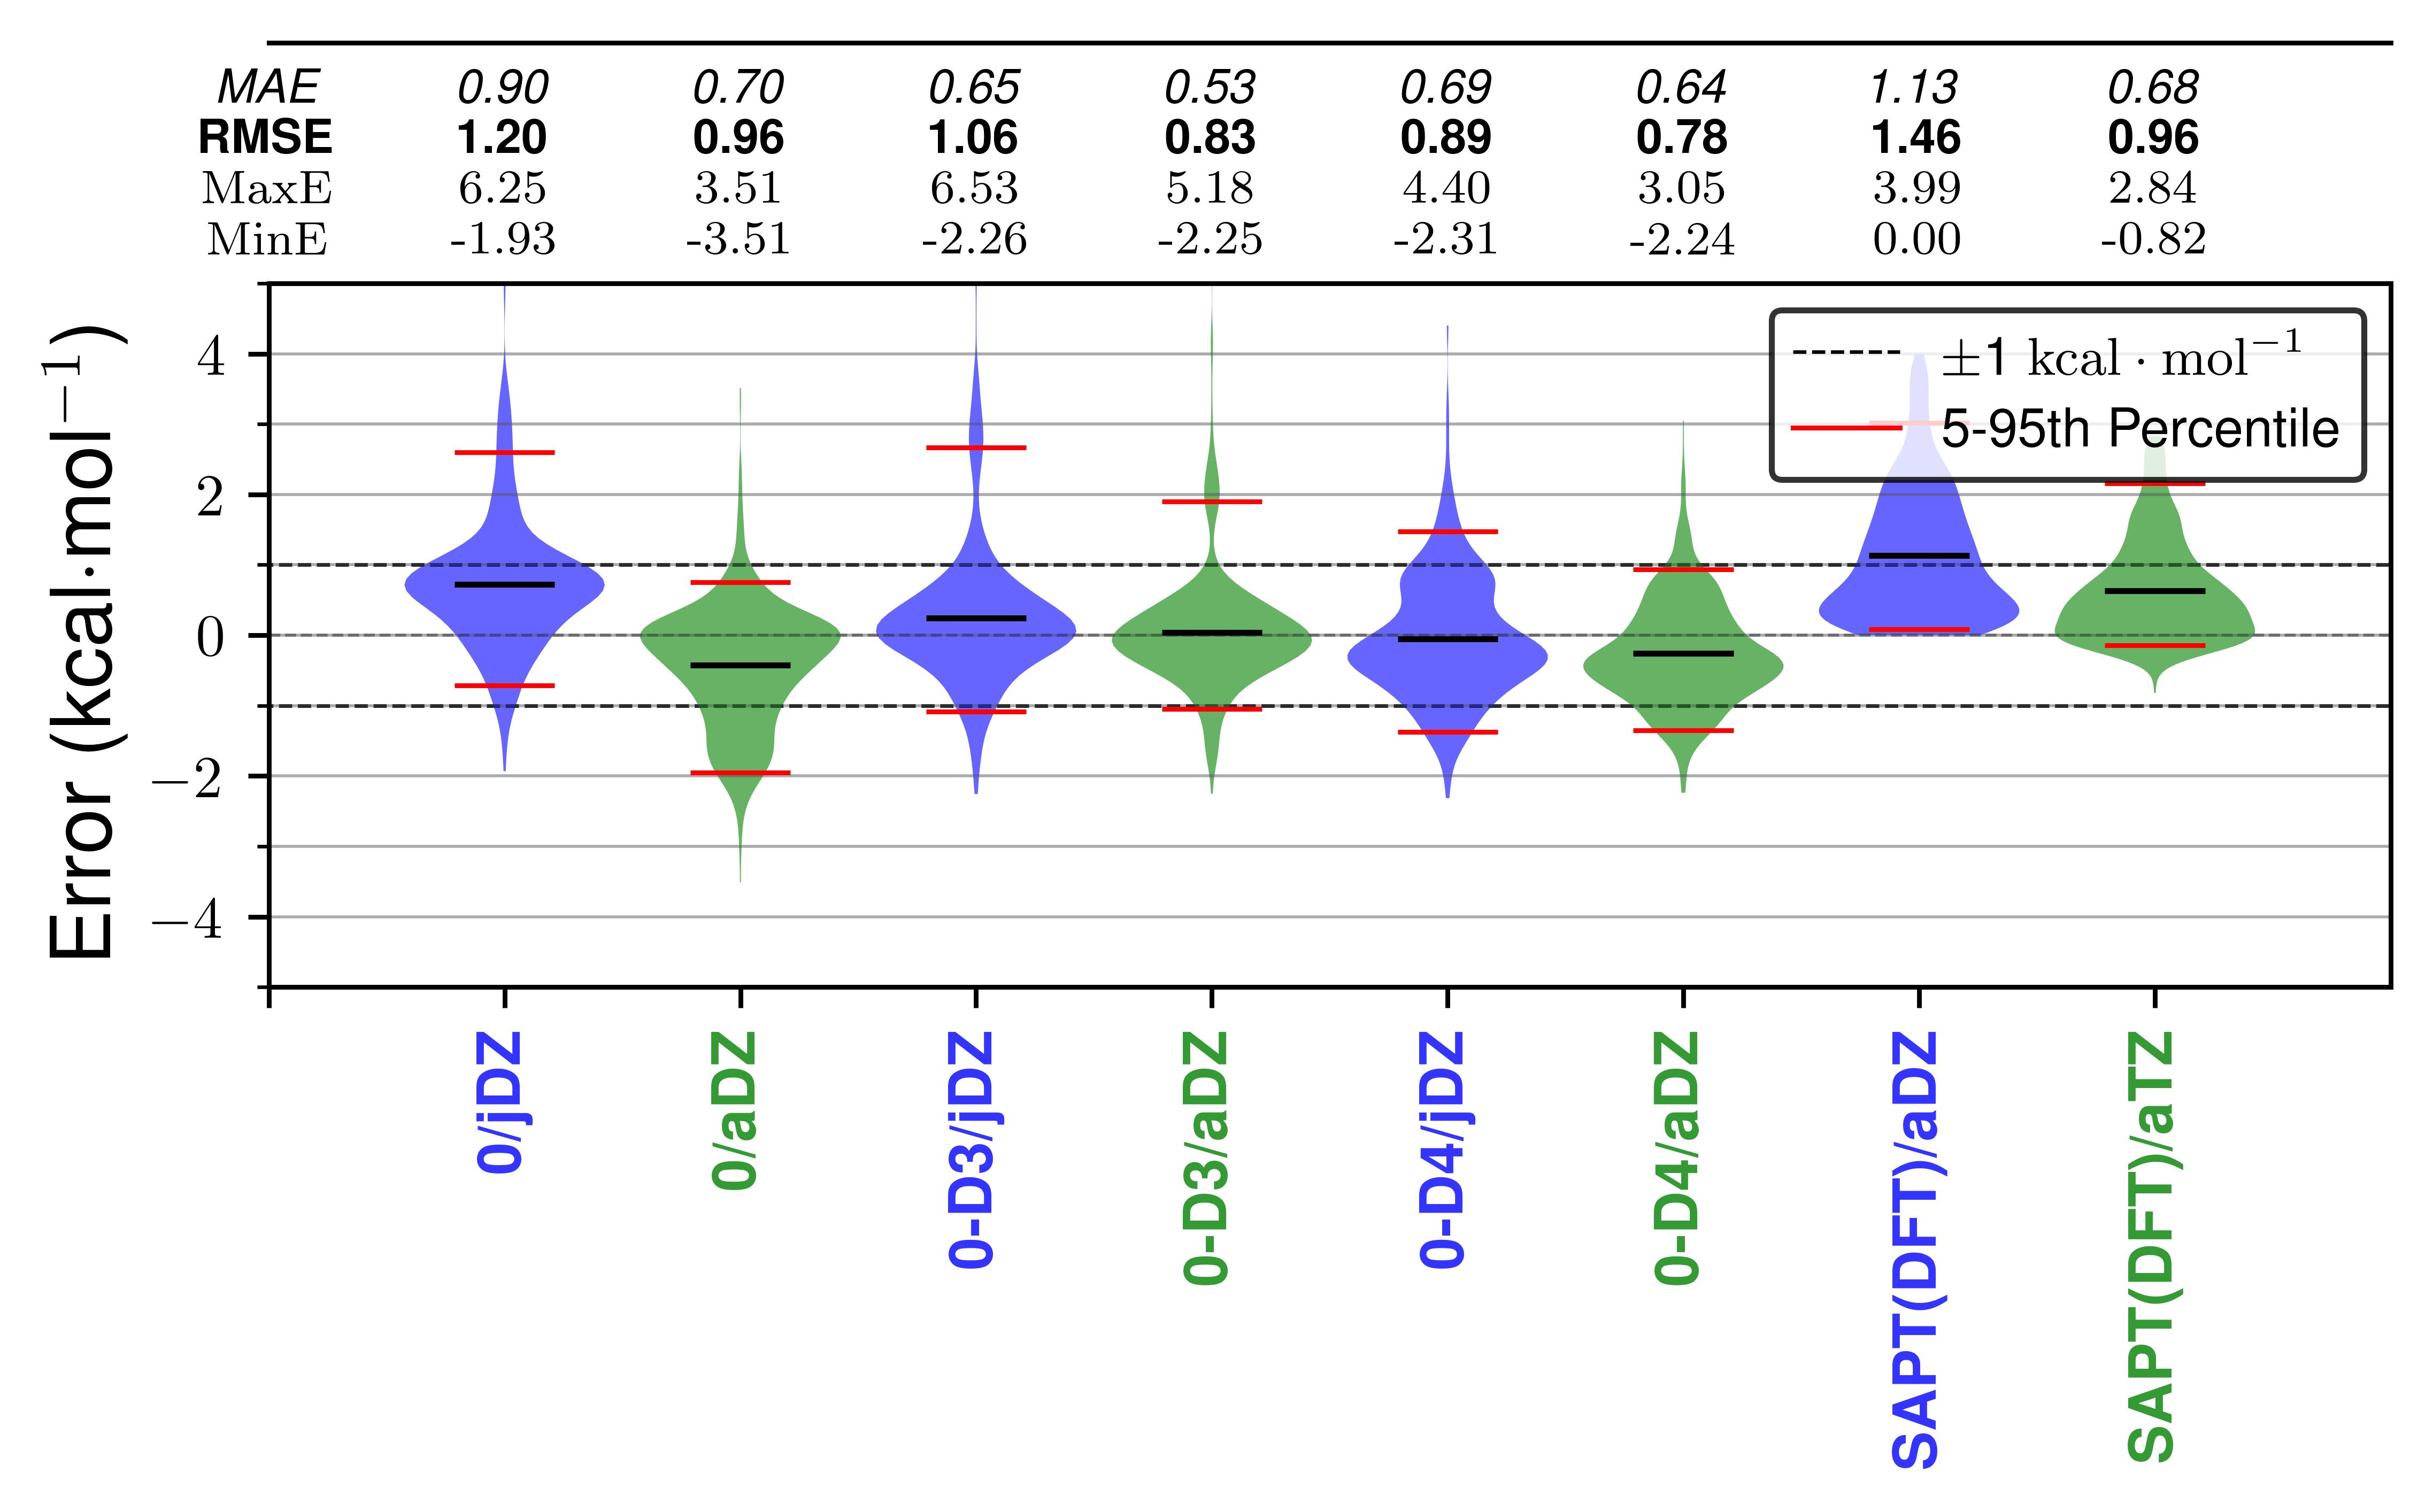 MAE 0.90 0.70 0.65 0.53 0.69 0.64 1.13 0.68
RMSE 1.20 0.96 1.06 0.83 0.89 0.78 1.46 0.96
MaxE 6.25 3.51 6.53 5.18 4.40 3.05 3.99 2.84
MinE -1.93 -3.51 -2.26 -2.25 -2.31 -2.24 0.00 -0.82
Error (kcal·mol⁻¹)
4
2
0
−2
−4
±1 kcal · mol⁻¹
5-95th Percentile
0/jDZ
0/aDZ
0-D3/jDZ
0-D3/aDZ
0-D4/jDZ
0-D4/aDZ
SAPT(DFT)/aDZ
SAPT(DFT)/aTZ